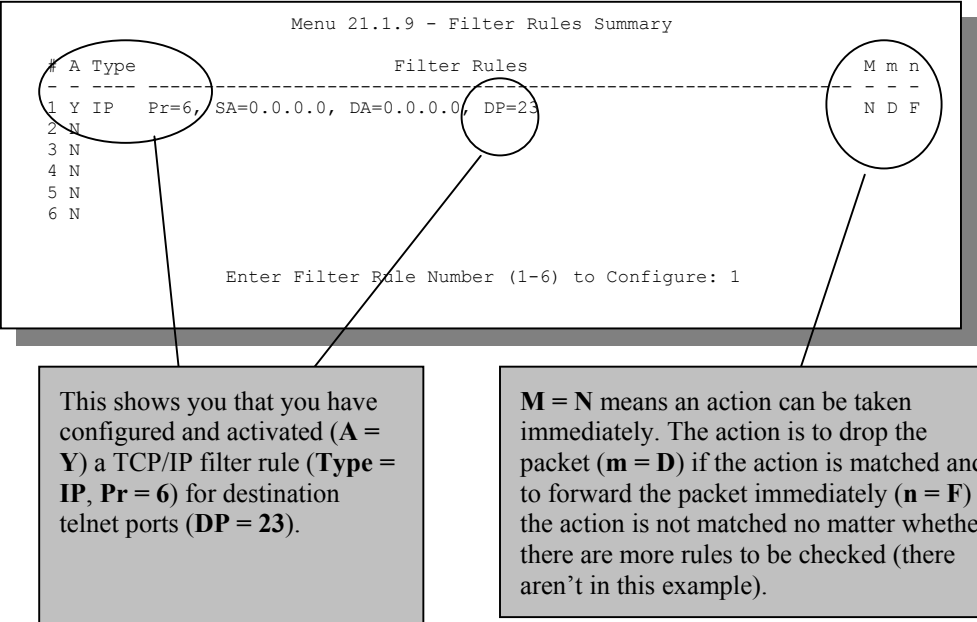 Menu 21.1.9 - Filter Rules Summary
# A Type Filter Rules M m n
- - ---- --------------------------------------------------------------- - - -
1 Y IP Pr=6, SA=0.0.0.0, DA=0.0.0.0, DP=23 N D F
2 N
3 N
4 N
5 N
6 N
Enter Filter Rule Number (1-6) to Configure: 1
This shows you that you have
configured and activated (A =
Y) a TCP/IP filter rule (Type =
IP, Pr = 6) for destination
telnet ports (DP = 23).
M = N means an action can be taken
immediately. The action is to drop the
packet (m = D) if the action is matched and
to forward the packet immediately (n = F)
the action is not matched no matter whethe
there are more rules to be checked (there
aren’t in this example).